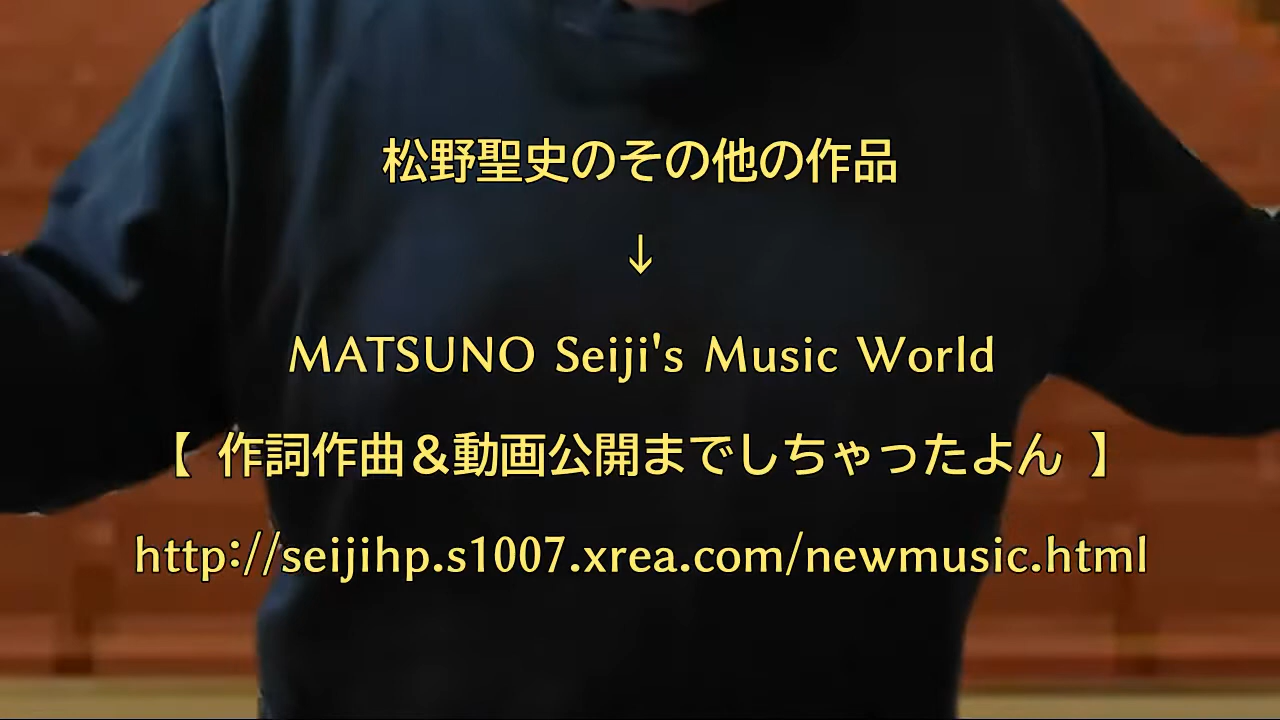 松野聖史のその他の作品
↓
MATSUNO Seiji's Music World
【 作詞作曲＆動画公開までしちゃったよん 】
http://seijihp.s1007.xrea.com/newmusic.html